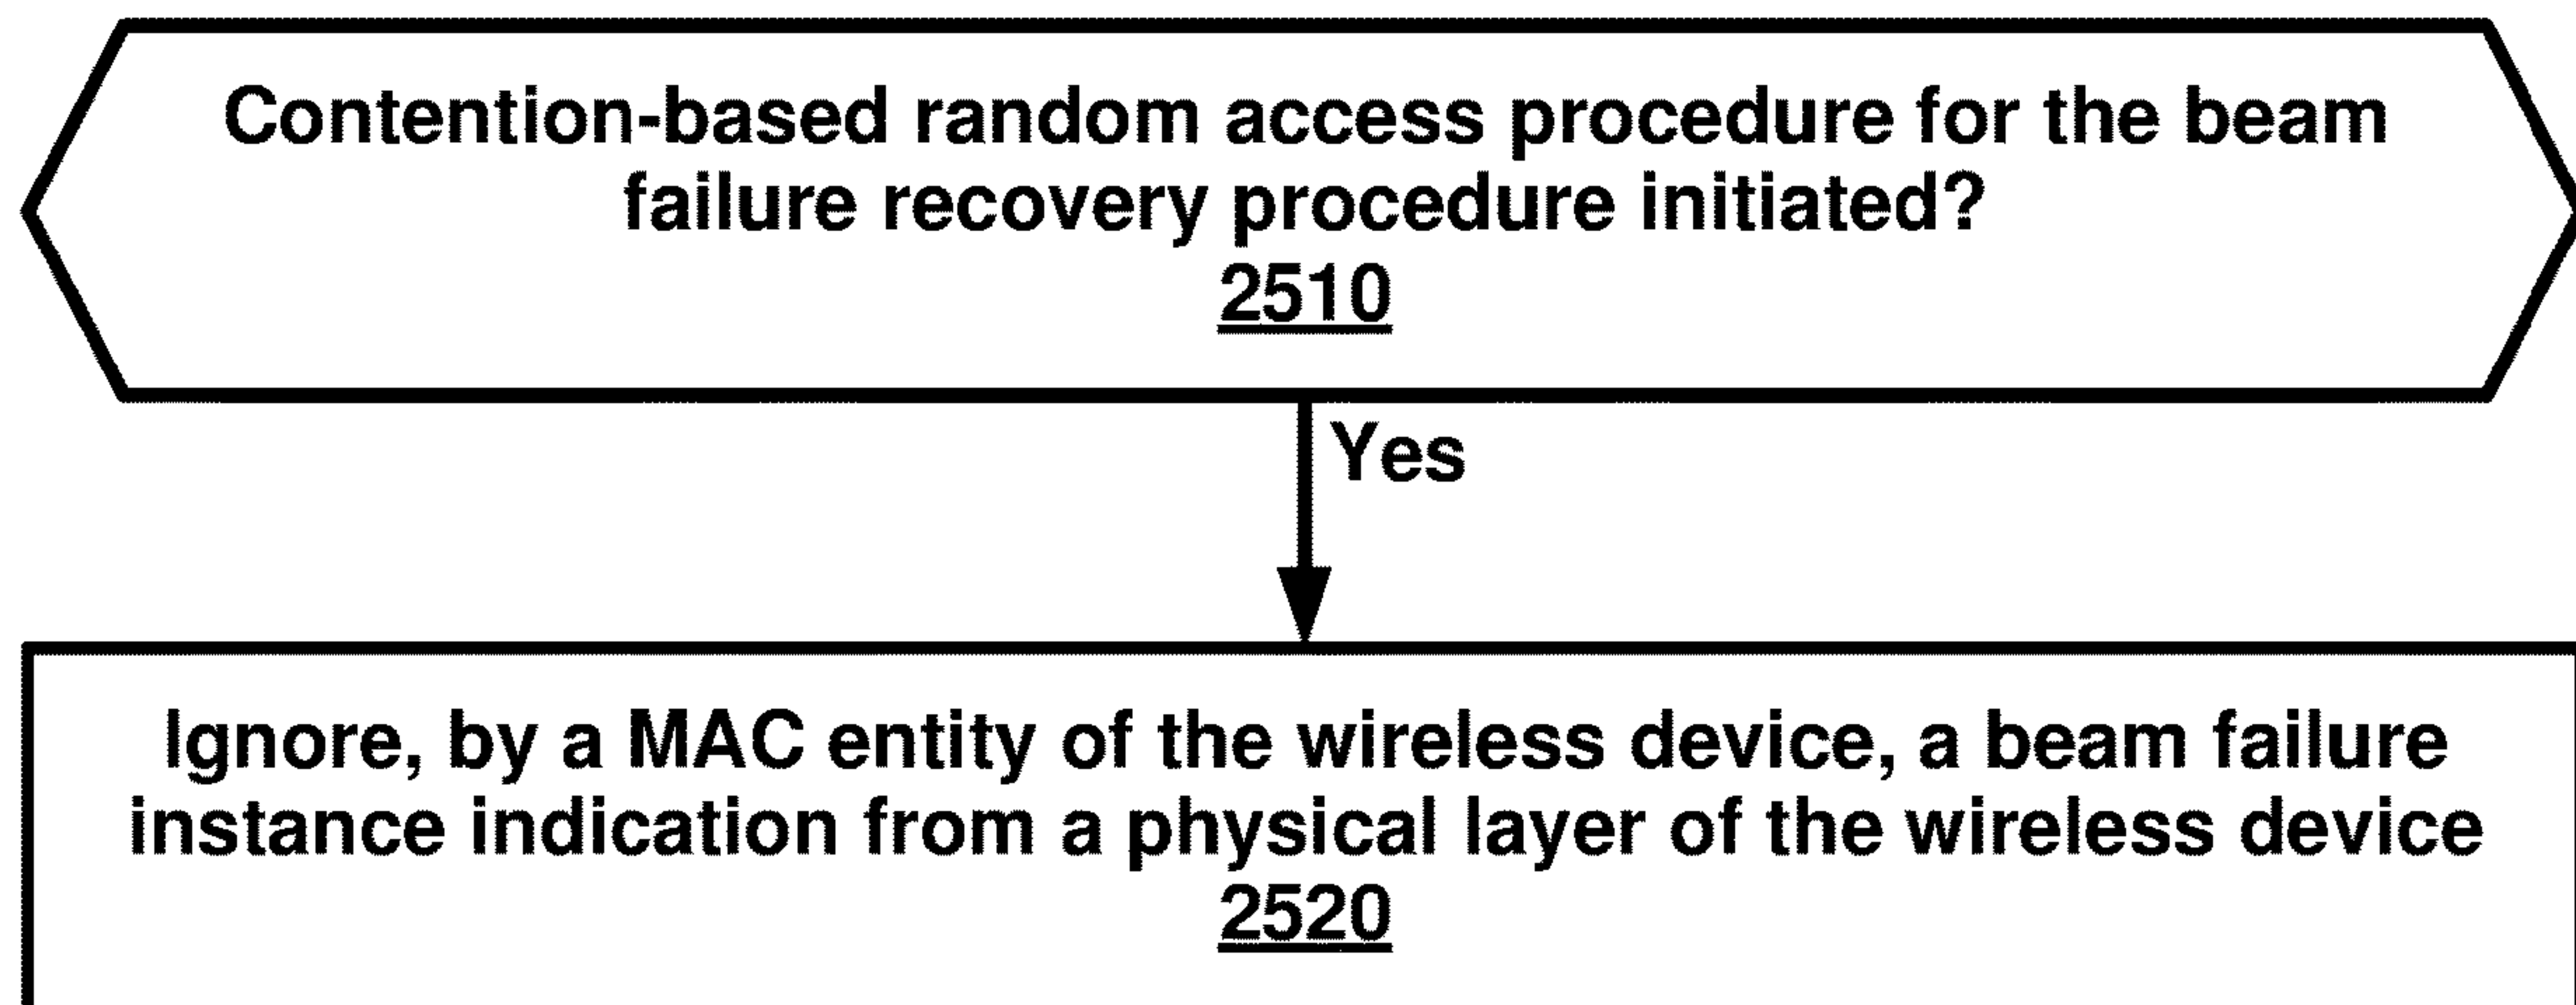 Contention-based random access procedure for the beam
failure recovery procedure initiated?
2510
Yes
Ignore, by a MAC entity of the wireless device, a beam failure
instance indication from a physical layer of the wireless device
2520